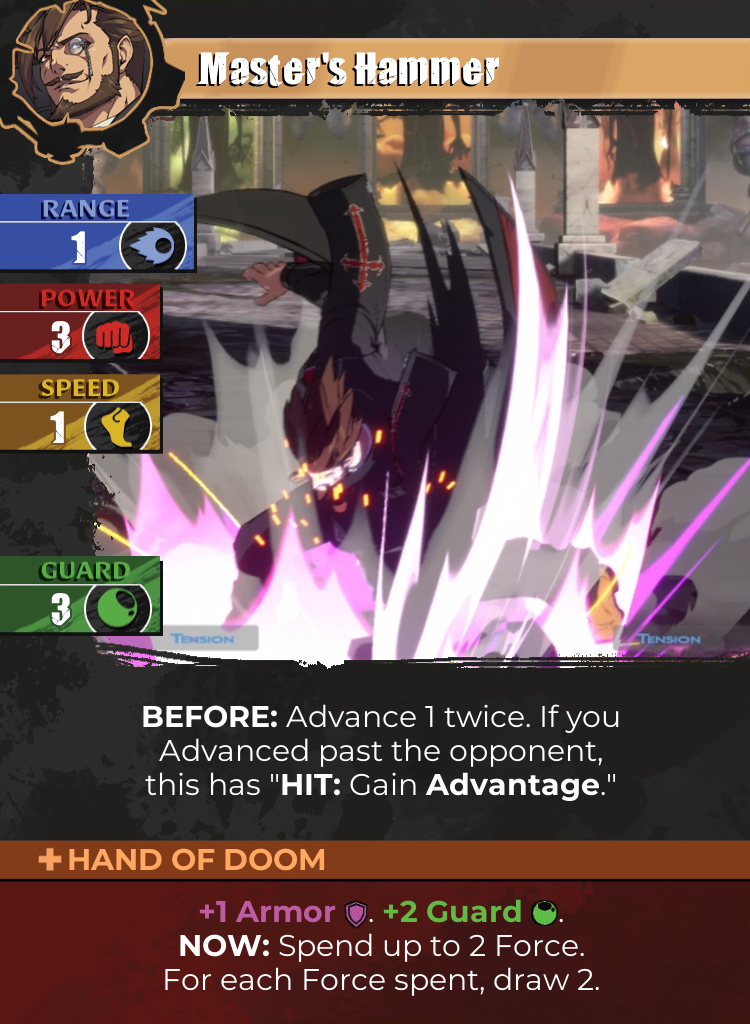 Master's Hammer
RANGE
1
POWER
3
SPEED
1
GUARD
3
TENSION
TENSION
BEFORE: Advance 1 twice. If you
Advanced past the opponent,
this has "HIT: Gain Advantage."
+HAND OF DOOM
+1 Armor. +2 Guard.
NOW: Spend up to 2 Force.
For each Force spent, draw 2.